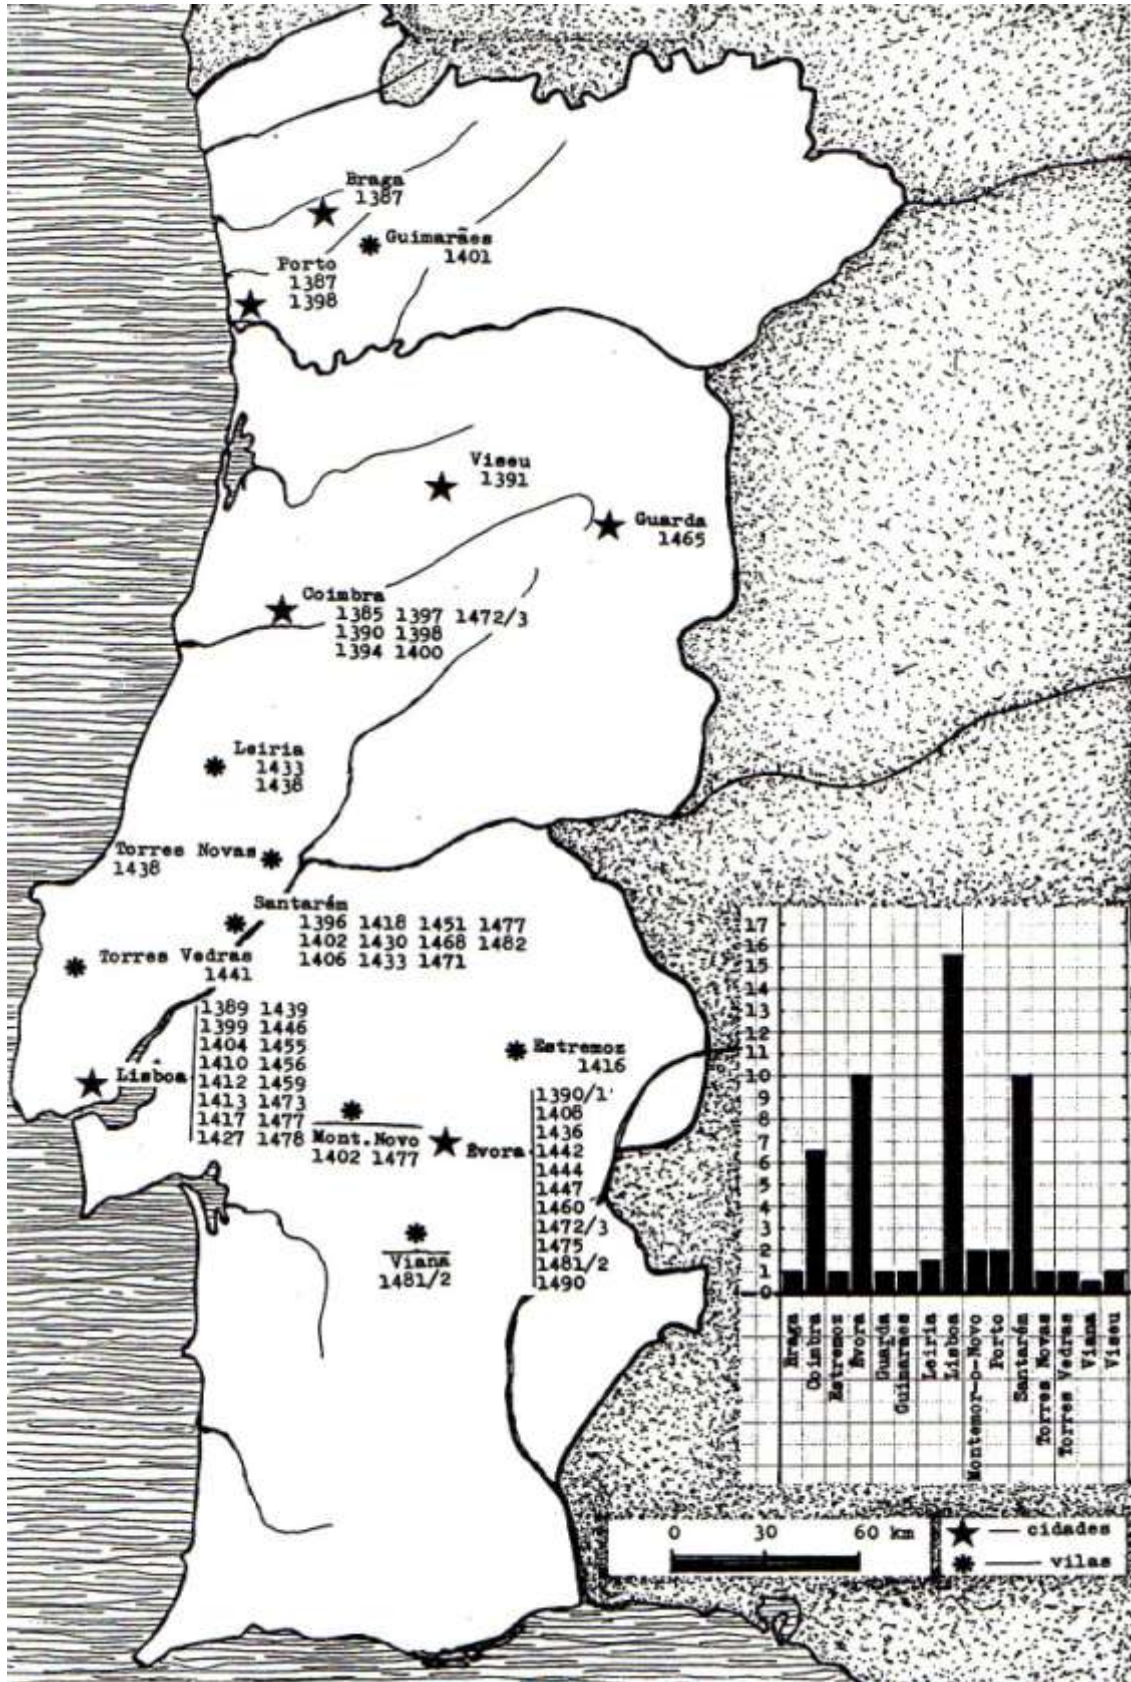 Braga
1387
Guimarães
1401
Porto
1387
1398
Viseu
1391
Guarda
1465
Coimbra
1385 1397 1472/3
1390 1398
1394 1400
Leiria
1433
1438
Torres Novas
1438
Santarém
1396 1418 1451 1477
1402 1430 1468 1482
1406 1433 1471
Torres Vedras
1441
1389 1439
1399 1446
1404 1455
1410 1456
Lisboa
1412 1459
1413 1473
1417 1477
1427 1478
Estremoz
1416
Mont.Novo
1402 1477
Évora
1390/1
1408
1436
1442
1444
1447
1460
1472/3
1475
1481/2
1490
Viana
1481/2
17
16
15
14
13
12
11
10
9
8
7
6
5
4
3
2
1
0
Braga
Coimbra
Estremoz
Évora
Guarda
Guimaraes
Leiria
Lisboa
Montemor-o-Novo
Porto
Santarém
Torres Novas
Torres Vedras
Viana
Viseu
0 30 60 km
cidades
vilas